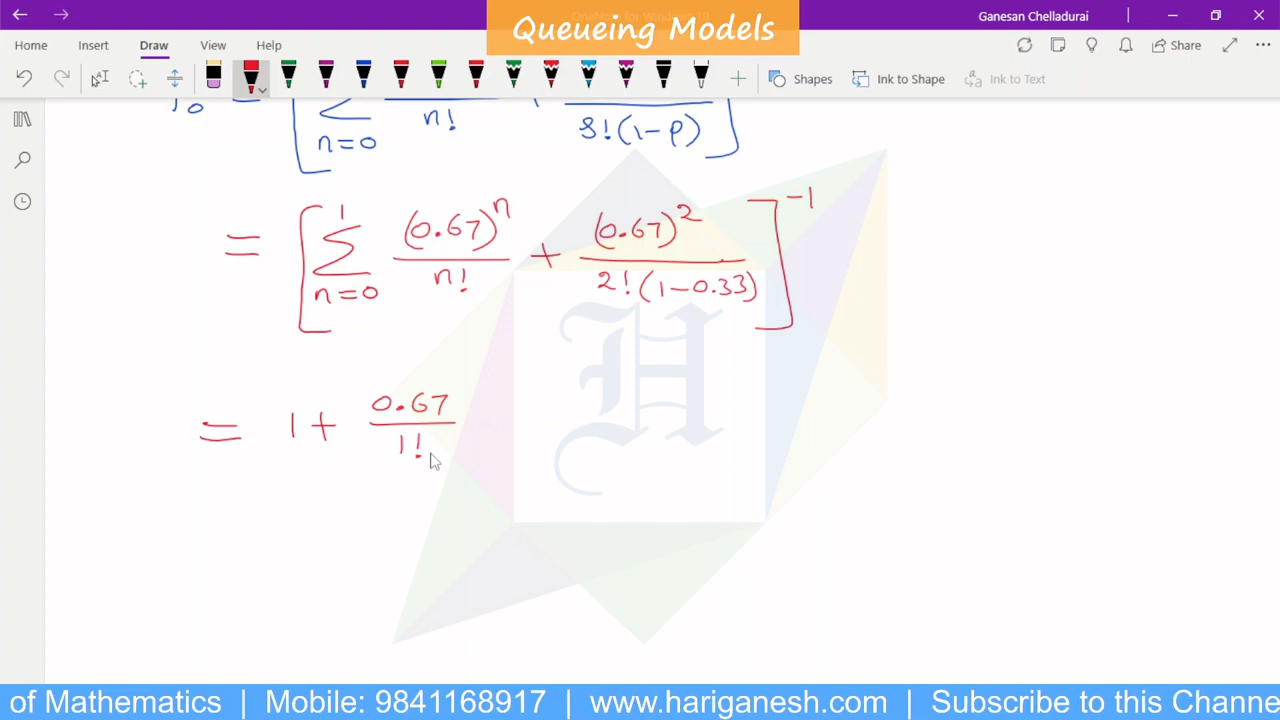 Queueing Models
Ganesan Chelladurai
Home Insert Draw View Help
Share
Shapes
Ink to Shape
Ink to Text
n!
n=0
s!(1-ρ)
= [ Σ (0.67)^n / n! + (0.67)^2 / 2!(1-0.33) ]^-1
1
n=0
= 1 + 0.67 / 1!
H
of Mathematics | Mobile: 9841168917 | www.hariganesh.com | Subscribe to this Channe